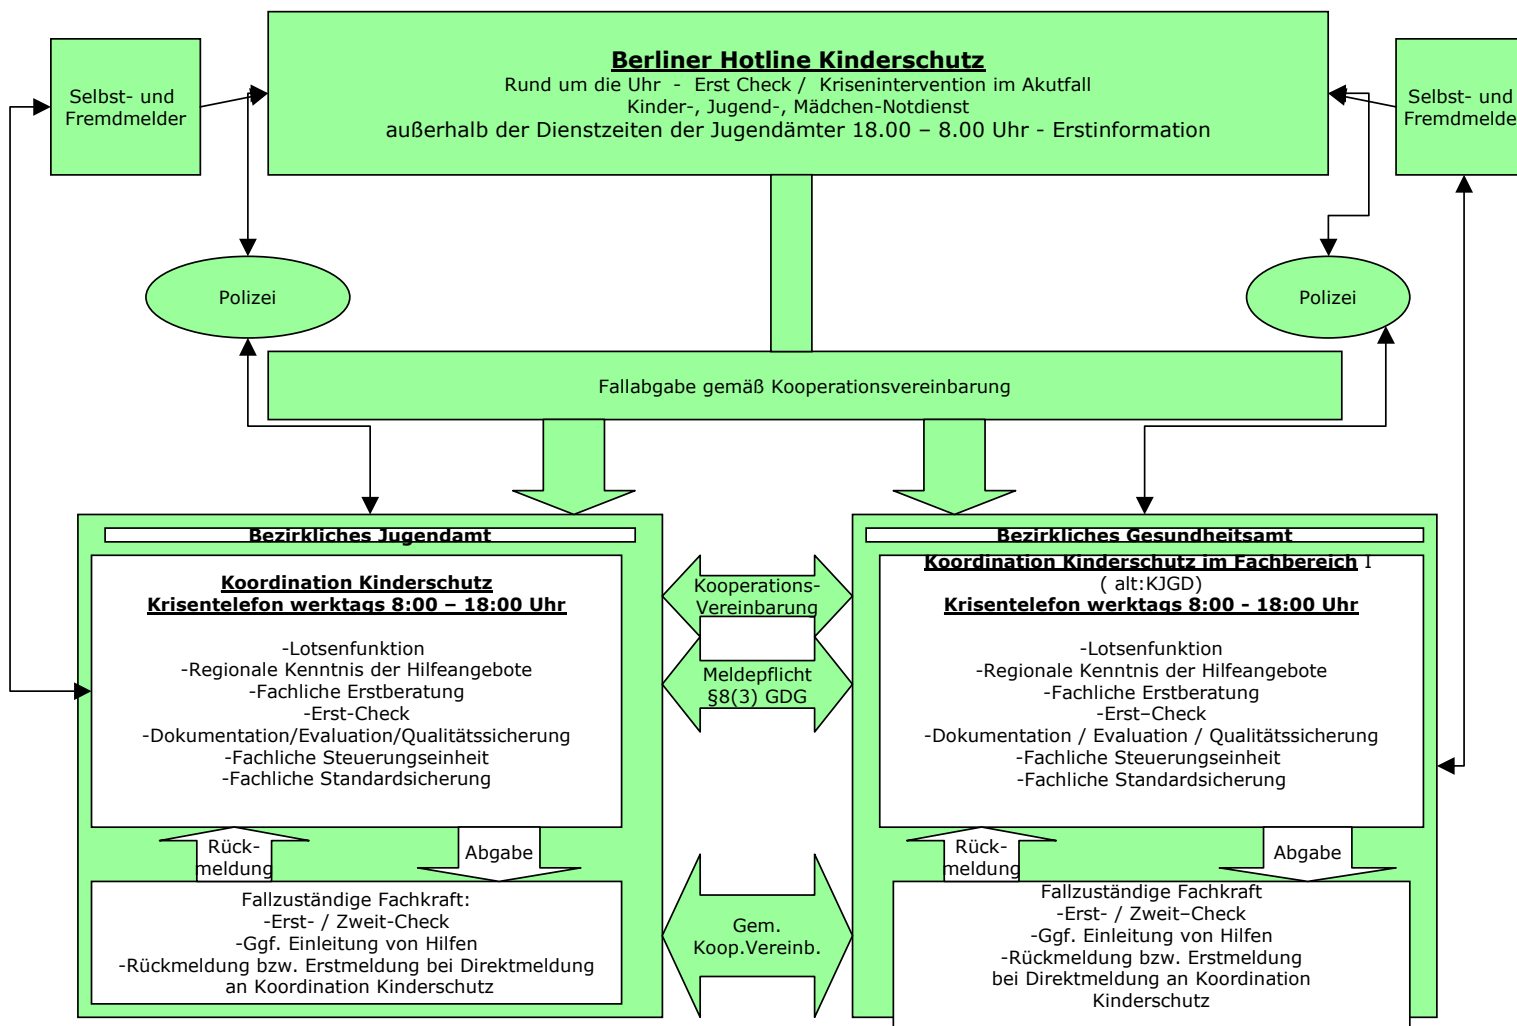 Berliner Hotline Kinderschutz
Rund um die Uhr - Erst Check / Krisenintervention im Akutfall
Kinder-, Jugend-, Mädchen-Notdienst
außerhalb der Dienstzeiten der Jugendämter 18.00 – 8.00 Uhr - Erstinformation
Selbst- und
Fremdmelder
Selbst- und
Fremdmelde
Polizei
Polizei
Fallabgabe gemäß Kooperationsvereinbarung
Bezirkliches Jugendamt
Koordination Kinderschutz
Krisentelefon werktags 8:00 – 18:00 Uhr
-Lotsenfunktion
-Regionale Kenntnis der Hilfeangebote
-Fachliche Erstberatung
-Erst-Check
-Dokumentation/Evaluation/Qualitätssicherung
-Fachliche Steuerungseinheit
-Fachliche Standardsicherung
Rück-
meldung
Abgabe
Fallzuständige Fachkraft:
-Erst- / Zweit-Check
-Ggf. Einleitung von Hilfen
-Rückmeldung bzw. Erstmeldung bei Direktmeldung
an Koordination Kinderschutz
Kooperations-
Vereinbarung
Meldepflicht
§8(3) GDG
Gem.
Koop.Vereinb.
Bezirkliches Gesundheitsamt
Koordination Kinderschutz im Fachbereich I
( alt:KJGD)
Krisentelefon werktags 8:00 - 18:00 Uhr
-Lotsenfunktion
-Regionale Kenntnis der Hilfeangebote
-Fachliche Erstberatung
-Erst–Check
-Dokumentation / Evaluation / Qualitätssicherung
-Fachliche Steuerungseinheit
-Fachliche Standardsicherung
Rück-
meldung
Abgabe
Fallzuständige Fachkraft
-Erst- / Zweit–Check
-Ggf. Einleitung von Hilfen
-Rückmeldung bzw. Erstmeldung
bei Direktmeldung an Koordination
Kinderschutz